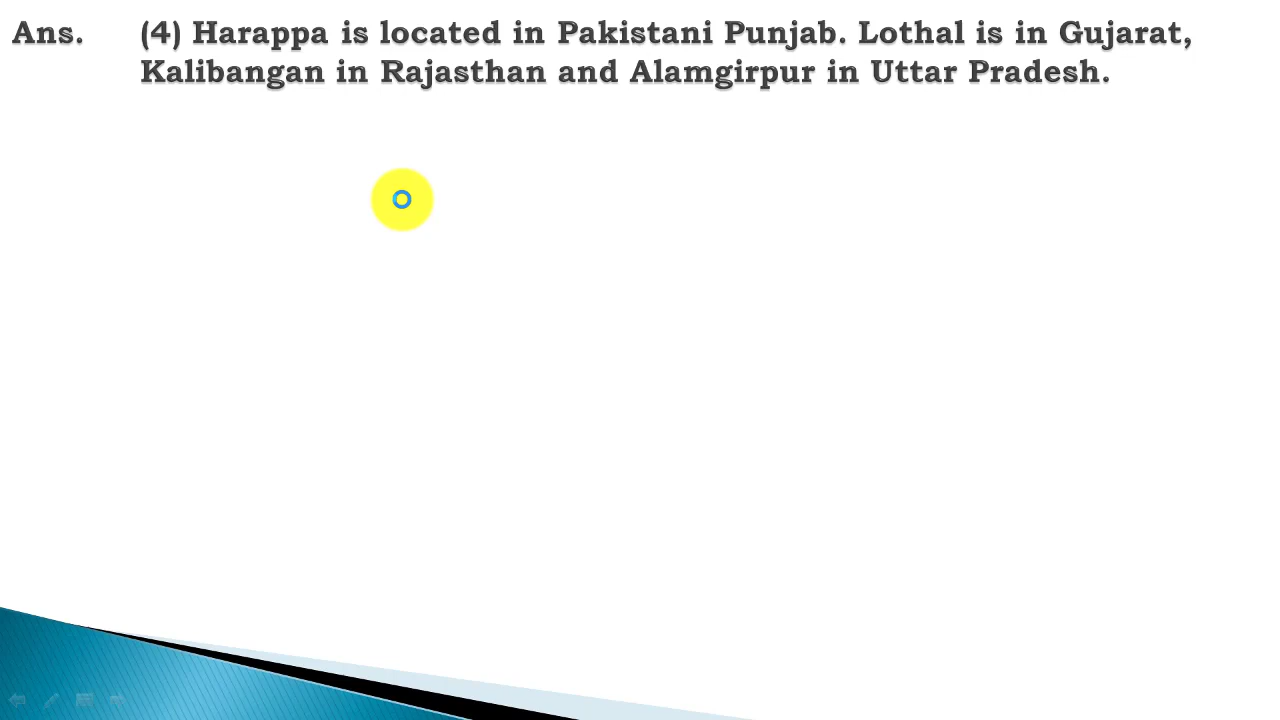 Ans. (4) Harappa is located in Pakistani Punjab. Lothal is in Gujarat,
Kalibangan in Rajasthan and Alamgirpur in Uttar Pradesh.